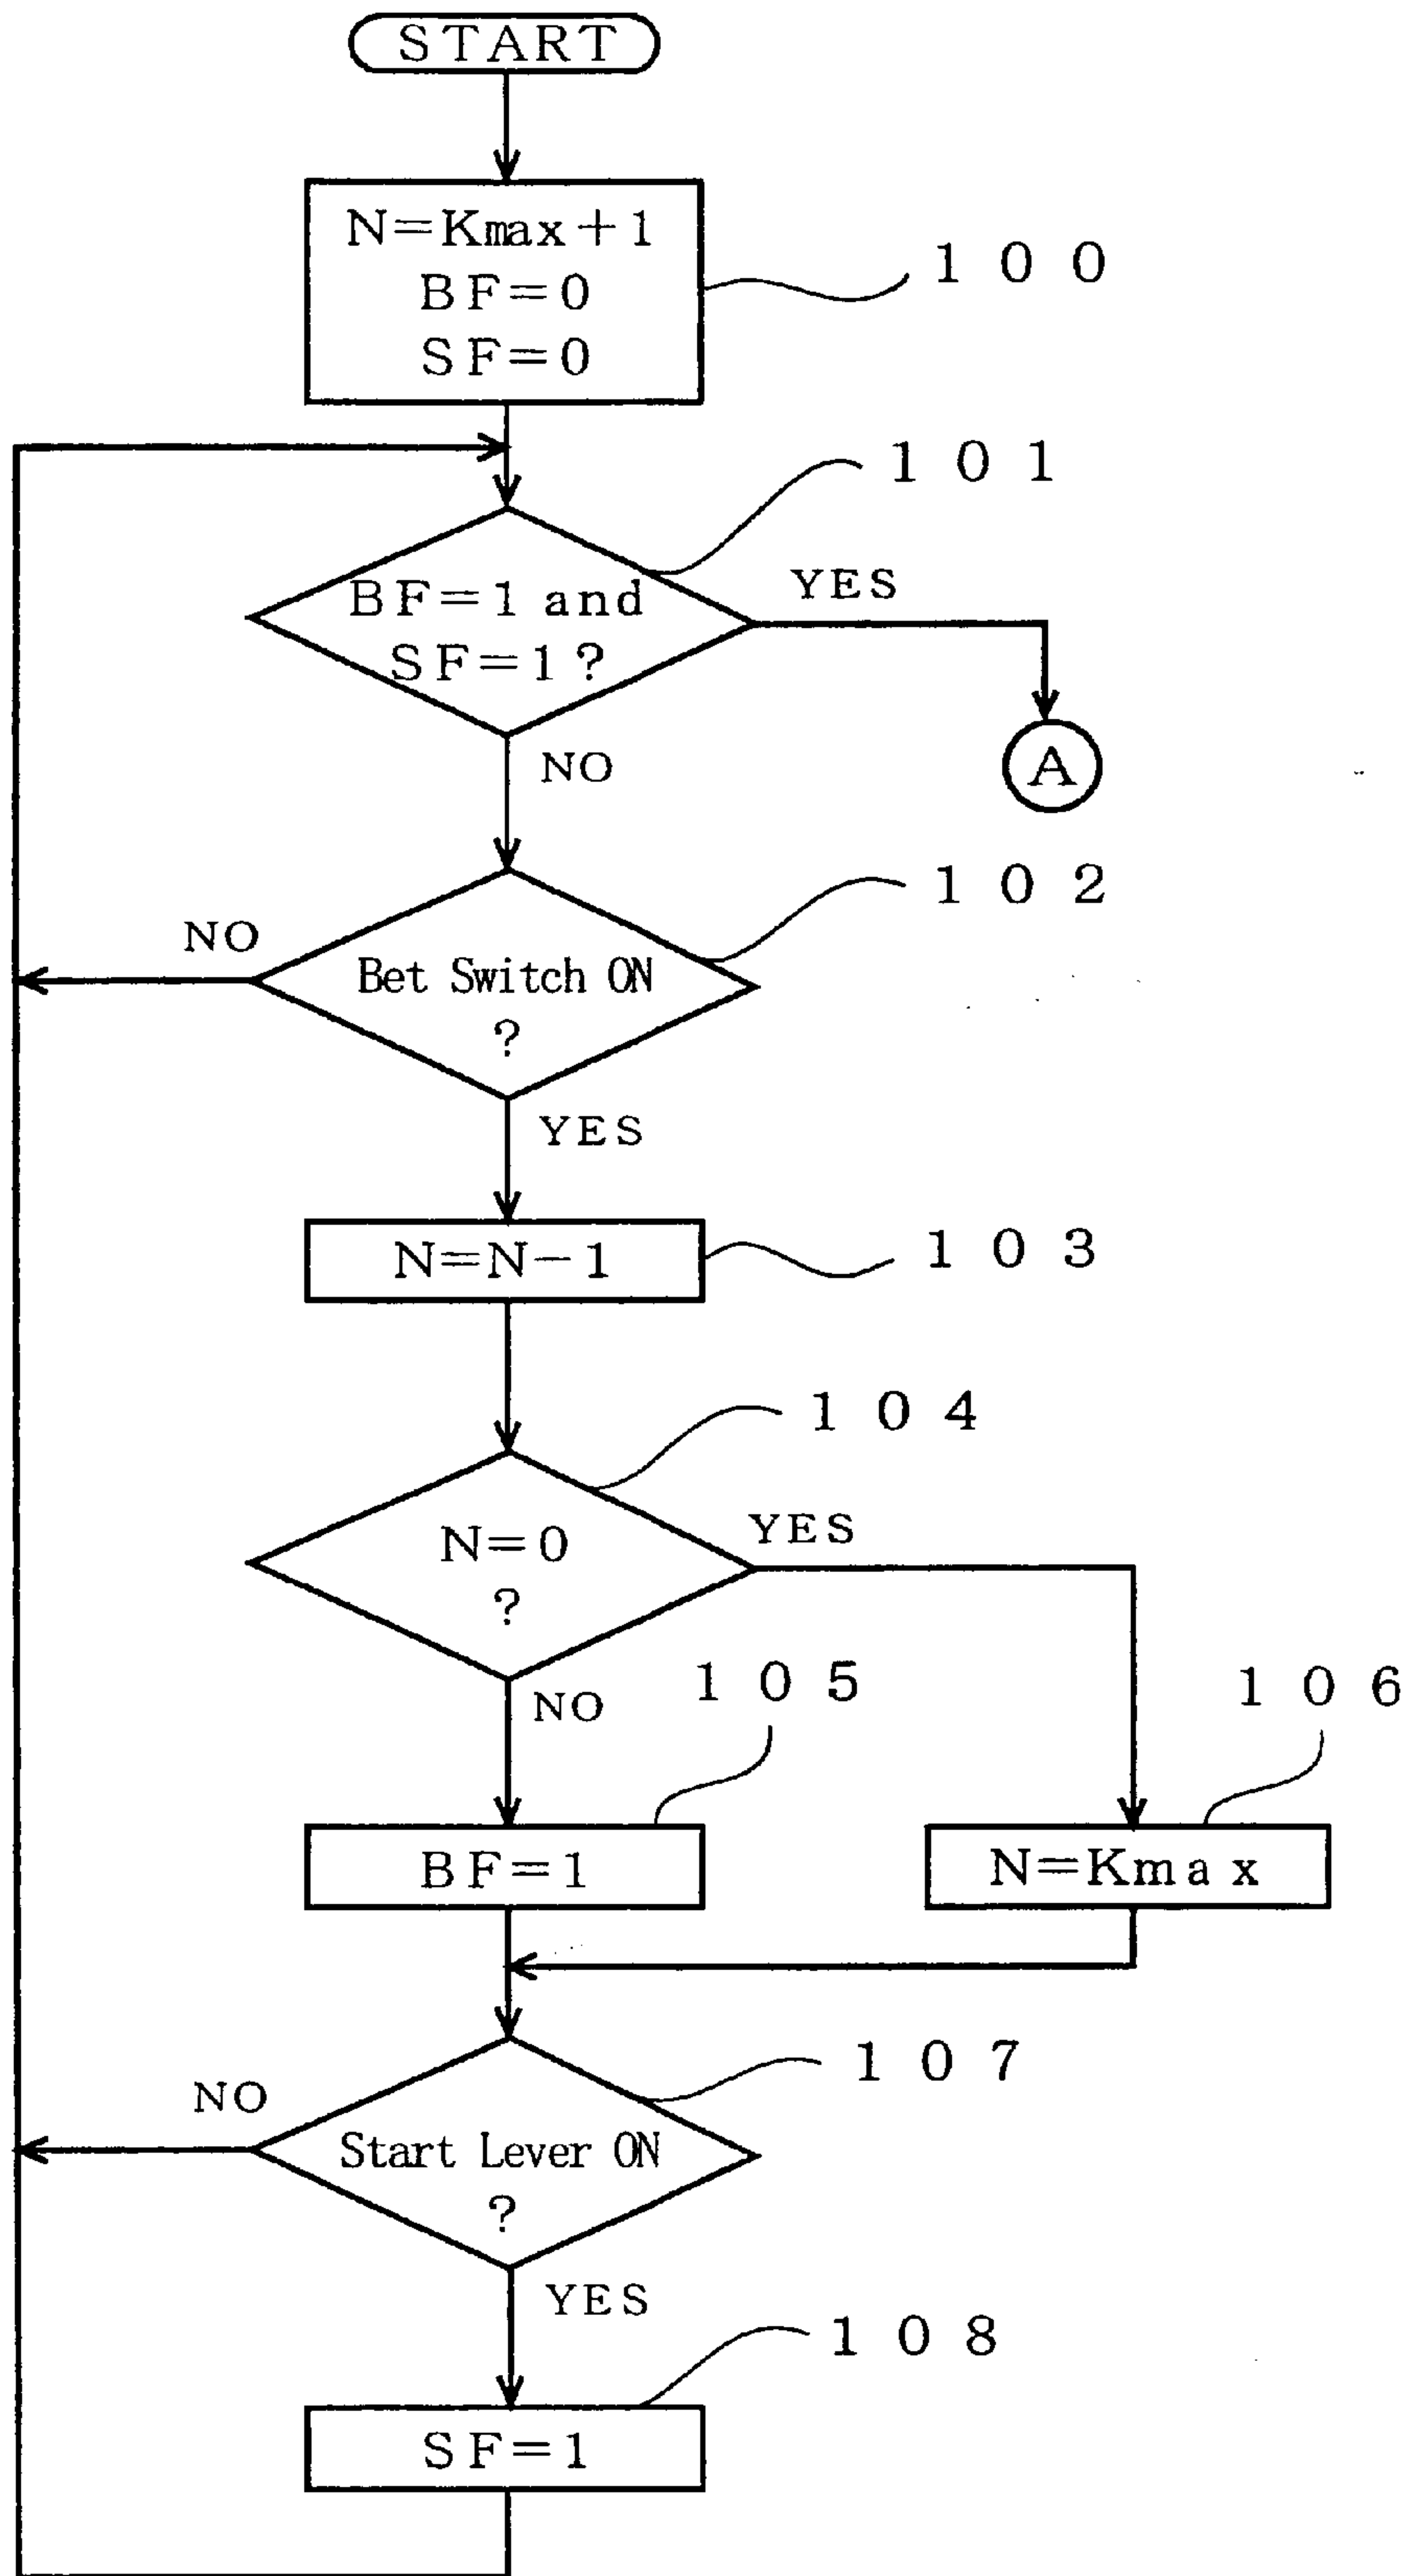 START
N=Kmax+1
BF=0
SF=0
100
101
BF=1 and
SF=1?
YES
A
NO
102
NO
Bet Switch ON
?
YES
N=N-1
103
104
N=0
?
YES
NO
105
106
BF=1
N=Kmax
107
NO
Start Lever ON
?
YES
108
SF=1